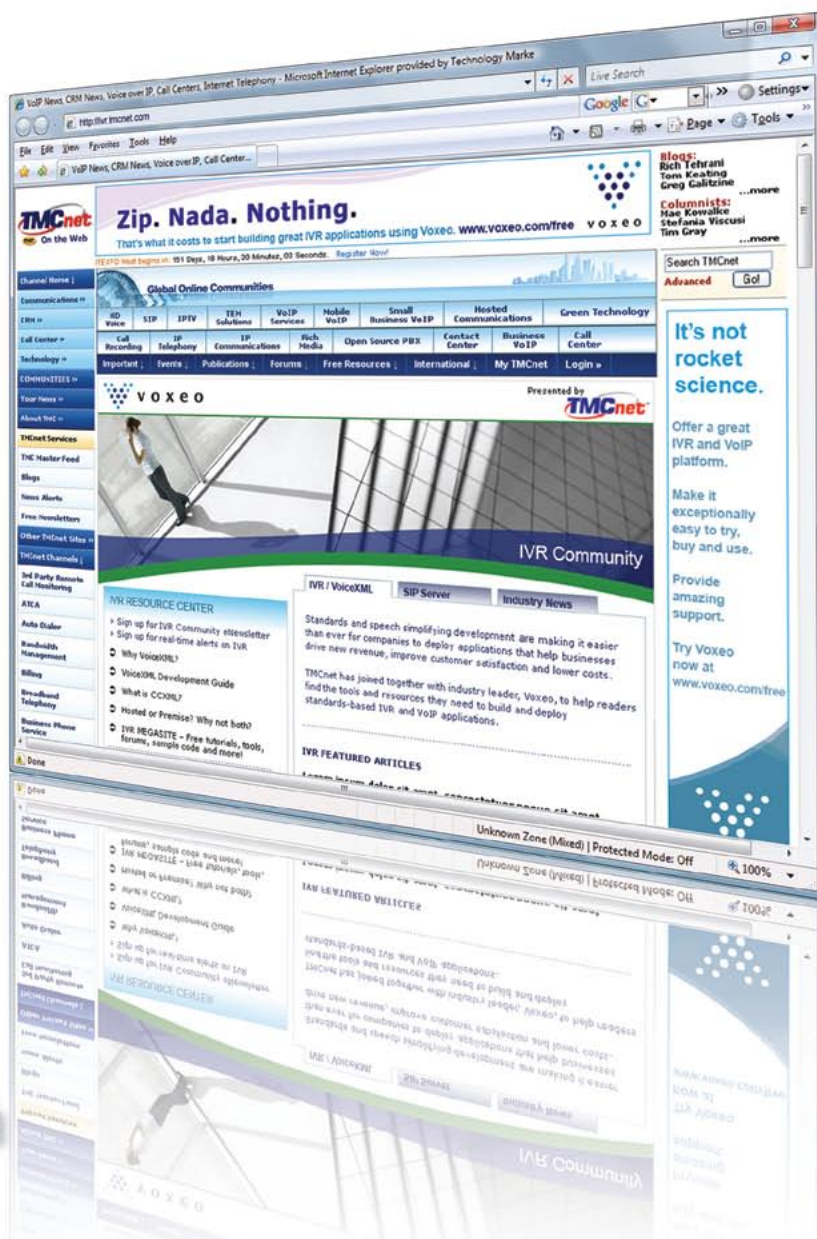 VoIP News, CRM News, Voice over IP, Call Centers, Internet Telephony - Microsoft Internet Explorer provided by Technology Marke
http://ivr.tmcnet.com
Live Search
File Edit View Favorites Tools Help
Google
Settings
VoIP News, CRM News, Voice over IP, Call Center...
Page Tools
TMCnet
On the Web
Zip. Nada. Nothing.
That's what it costs to start building great IVR applications using Voxeo. www.voxeo.com/free
voxeo
Blogs:
Rich Tehrani
Tom Keating
Greg Galitzine
...more
Columnists:
Mae Kowalke
Stefania Viscusi
Tim Gray
...more
Search TMCnet
Advanced Go!
151 Days, 18 Hours, 30 Minutes, 03 Seconds. Register Now!
Global Online Communities
HD Voice
SIP
IPTV
TEM Solutions
VoIP Services
Mobile VoIP
Small Business VoIP
Hosted Communications
Green Technology
Call Recording
IP Telephony
IP Communications
Rich Media
Open Source PBX
Contact Center
Business VoIP
Call Center
Important
Events
Publications
Forums
Free Resources
International
My TMCnet
Login »
Channel Home
Communications »
CRM »
Call Center »
Technology »
COMMUNITIES »
Your News »
About TMC »
TMCnet Services
TMC Master Feed
Blogs
News Alerts
Free Newsletters
Other TMCnet Sites »
TMCnet Channels
3rd Party Remote
Call Monitoring
ATCA
Auto Dialer
Bandwidth
Management
Billing
Broadband
Telephony
Business Phone
Service
voxeo
Presented by
TMCnet
IVR Community
IVR RESOURCE CENTER
Sign up for IVR Community eNewsletter
Sign up for real-time alerts on IVR
Why VoiceXML?
VoiceXML Development Guide
What is CCXML?
Hosted or Premise? Why not both?
IVR MEGASITE - Free tutorials, tools,
forums, sample code and more!
IVR / VoiceXML
SIP Server
Industry News
Standards and speech simplifying development are making it easier
than ever for companies to deploy applications that help businesses
drive new revenue, improve customer satisfaction and lower costs.
TMCnet has joined together with industry leader, Voxeo, to help readers
find the tools and resources they need to build and deploy
standards-based IVR and VoIP applications.
IVR FEATURED ARTICLES
Lorem ipsum dolor sit amet, consectetuer
It's not
rocket
science.
Offer a great
IVR and VoIP
platform.
Make it
exceptionally
easy to try,
buy and use.
Provide
amazing
support.
Try Voxeo
now at
www.voxeo.com/free
Done
Unknown Zone (Mixed) | Protected Mode: Off
100%